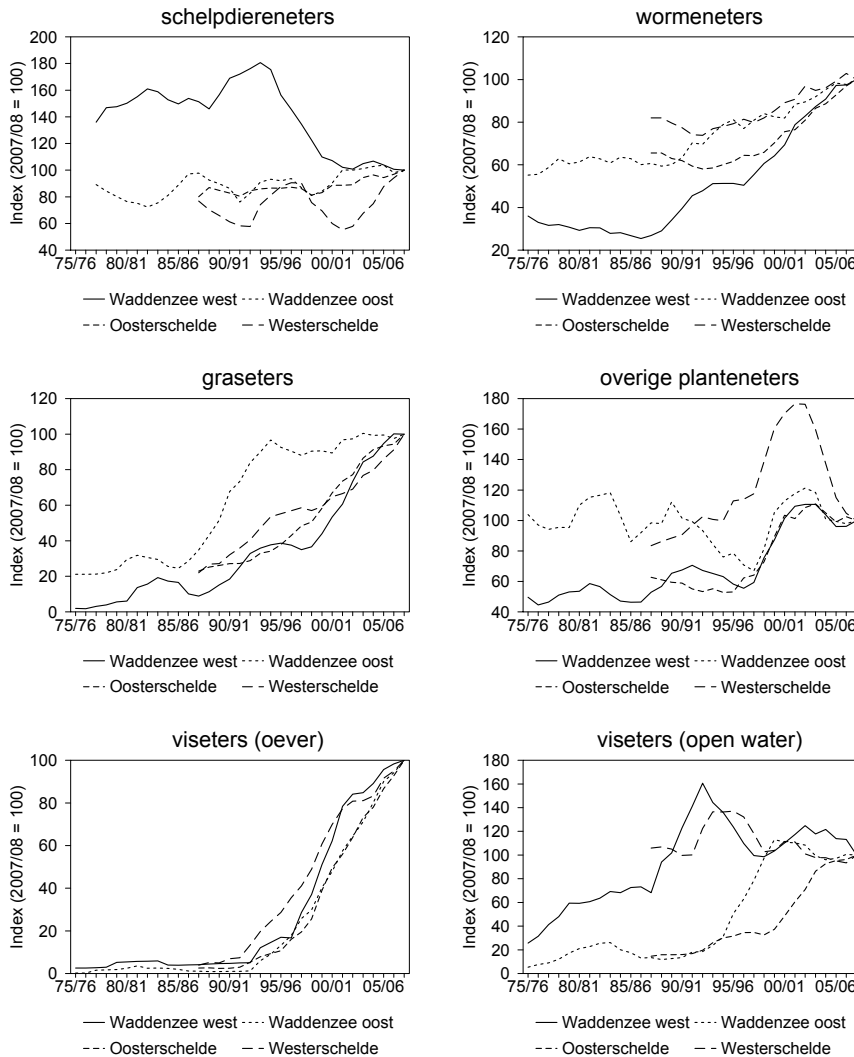 schelpdiereneters
Index (2007/08 = 100)
200
180
160
140
120
100
80
60
40
75/76 80/81 85/86 90/91 95/96 00/01 05/06
Waddenzee west Waddenzee oost
Oosterschelde Westerschelde
wormeneters
Index (2007/08 = 100)
120
100
80
60
40
20
75/76 80/81 85/86 90/91 95/96 00/01 05/06
Waddenzee west Waddenzee oost
Oosterschelde Westerschelde
graseters
Index (2007/08 = 100)
120
100
80
60
40
20
0
75/76 80/81 85/86 90/91 95/96 00/01 05/06
Waddenzee west Waddenzee oost
Oosterschelde Westerschelde
overige planteneters
Index (2007/08 = 100)
180
160
140
120
100
80
60
40
75/76 80/81 85/86 90/91 95/96 00/01 05/06
Waddenzee west Waddenzee oost
Oosterschelde Westerschelde
viseters (oever)
Index (2007/08 = 100)
100
80
60
40
20
0
75/76 80/81 85/86 90/91 95/96 00/01 05/06
Waddenzee west Waddenzee oost
Oosterschelde Westerschelde
viseters (open water)
Index (2007/08 = 100)
180
160
140
120
100
80
60
40
20
0
75/76 80/81 85/86 90/91 95/96 00/01 05/06
Waddenzee west Waddenzee oost
Oosterschelde Westerschelde